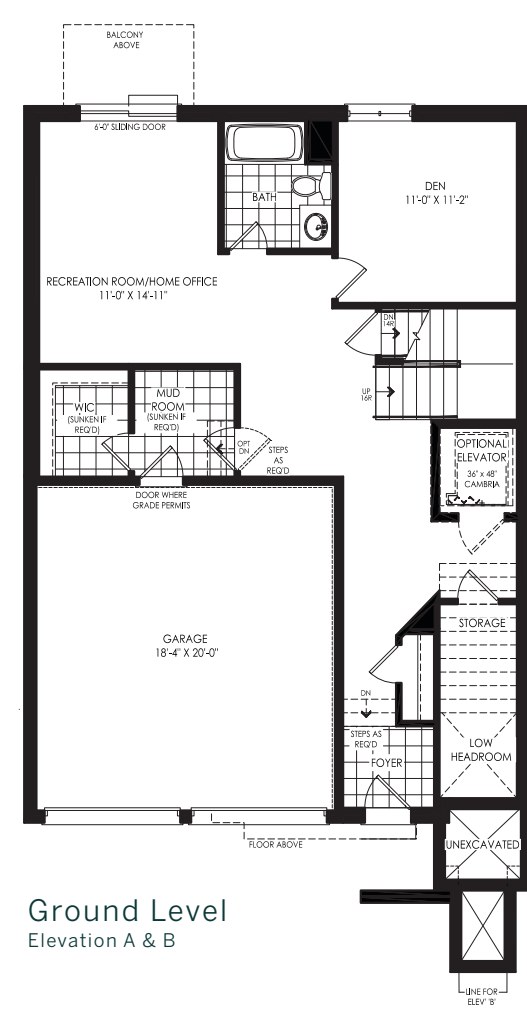 BALCONY
ABOVE
6'-0" SLIDING DOOR
BATH
DEN
11'-0" X 11'-2"
RECREATION ROOM/HOME OFFICE
11'-0" X 14'-11"
DN
14R
UP
16R
WIC
(SUNKEN IF
REQ'D)
MUD
ROOM
(SUNKEN IF
REQ'D)
OPT
DN
STEPS
AS
REQ'D
OPTIONAL
ELEVATOR
36" x 48"
CAMBRIA
DOOR WHERE
GRADE PERMITS
GARAGE
18'-4" X 20'-0"
STORAGE
DN
STEPS AS
REQ'D
FOYER
LOW
HEADROOM
FLOOR ABOVE
UNEXCAVATED
Ground Level
Elevation A & B
LINE FOR
ELEV' 'B'